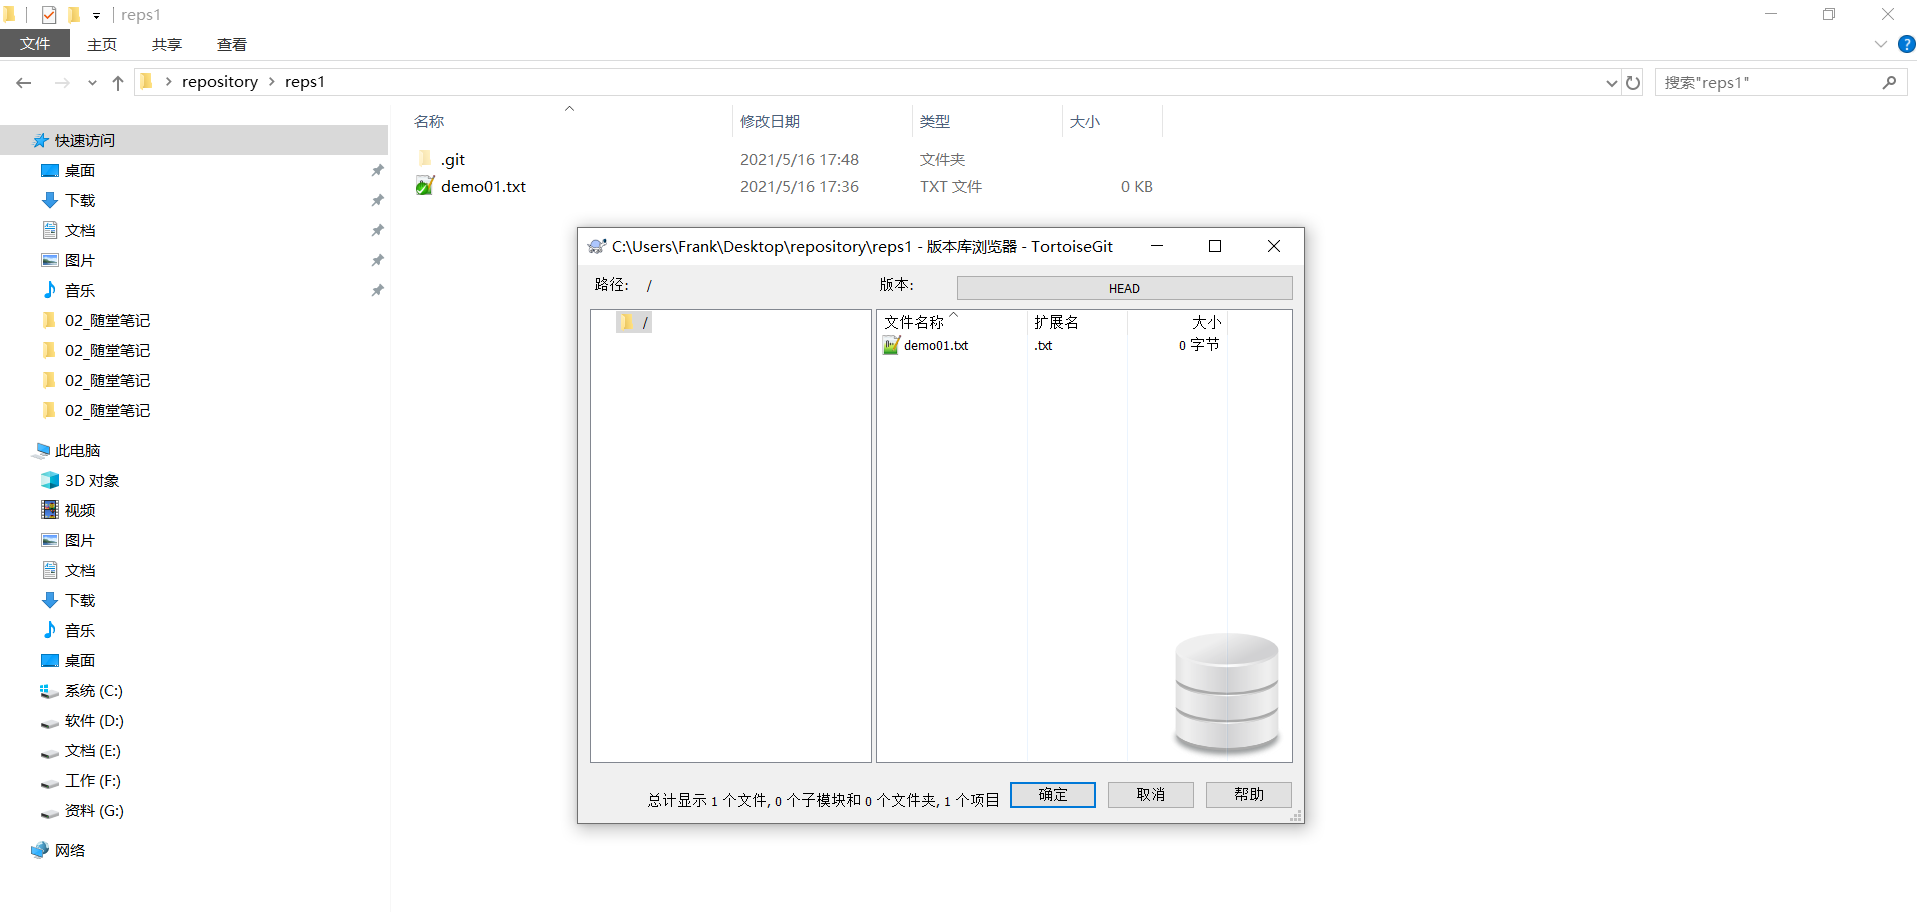 reps1
文件 主页 共享 查看
repository reps1
搜索"reps1"
名称 修改日期 类型 大小
.git 2021/5/16 17:48 文件夹
demo01.txt 2021/5/16 17:36 TXT 文件 0 KB
快速访问
桌面
下载
文档
图片
音乐
02_随堂笔记
02_随堂笔记
02_随堂笔记
02_随堂笔记
此电脑
3D 对象
视频
图片
文档
下载
音乐
桌面
系统 (C:)
软件 (D:)
文档 (E:)
工作 (F:)
资料 (G:)
网络
C:\Users\Frank\Desktop\repository\reps1 - 版本库浏览器 - TortoiseGit
路径: / 版本: HEAD
/
文件名称 扩展名 大小
demo01.txt .txt 0 字节
总计显示 1 个文件, 0 个子模块和 0 个文件夹, 1 个项目
确定 取消 帮助